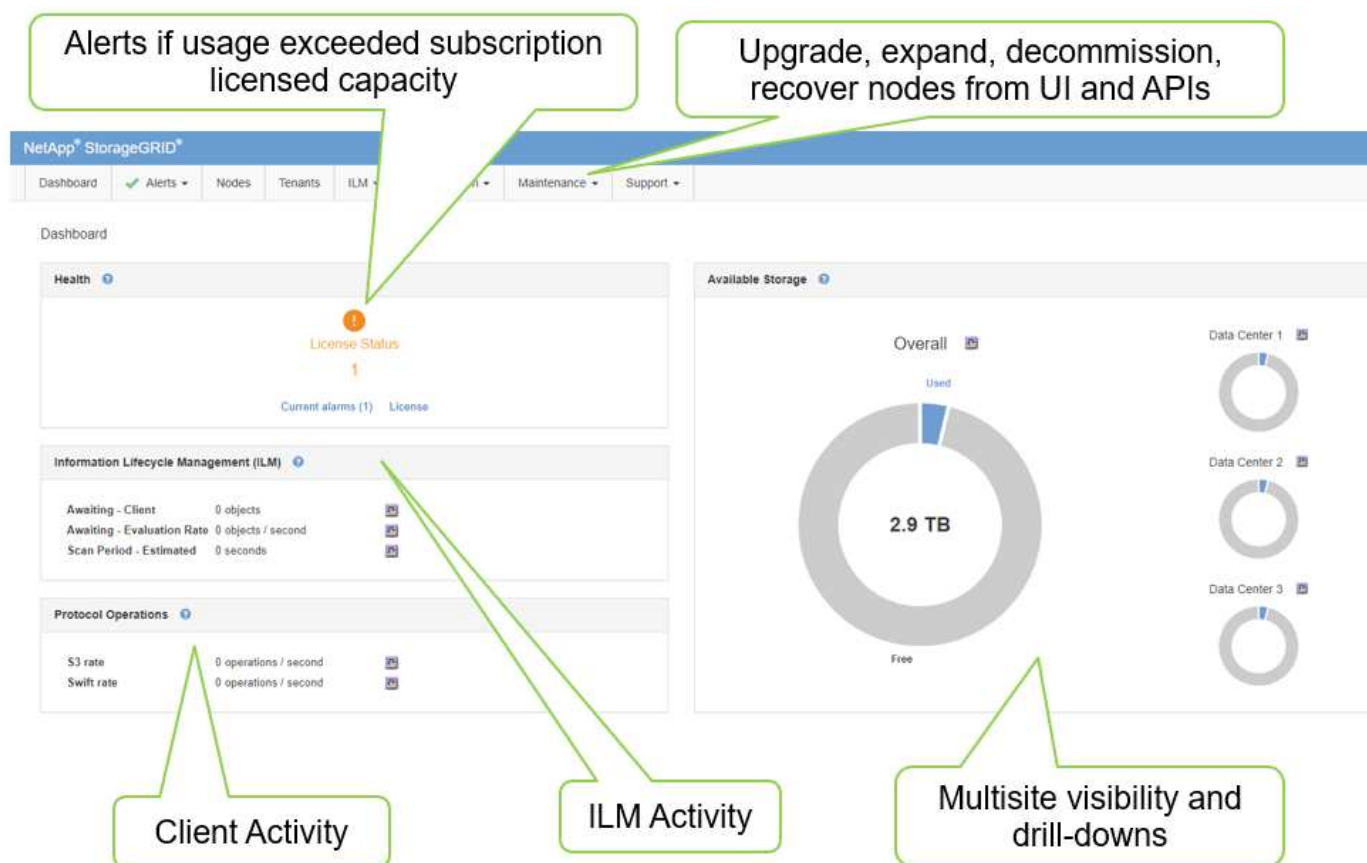 Alerts if usage exceeded subscription
licensed capacity
Upgrade, expand, decommission,
recover nodes from UI and APIs
NetApp® StorageGRID®
Dashboard
Alerts
Nodes
Tenants
ILM
Maintenance
Support
Dashboard
Health
License Status
1
Current alarms (1) License
Information Lifecycle Management (ILM)
Awaiting - Client 0 objects
Awaiting - Evaluation Rate 0 objects / second
Scan Period - Estimated 0 seconds
Protocol Operations
S3 rate 0 operations / second
Swift rate 0 operations / second
Available Storage
Overall
Used
2.9 TB
Free
Data Center 1
Data Center 2
Data Center 3
Client Activity
ILM Activity
Multisite visibility and
drill-downs